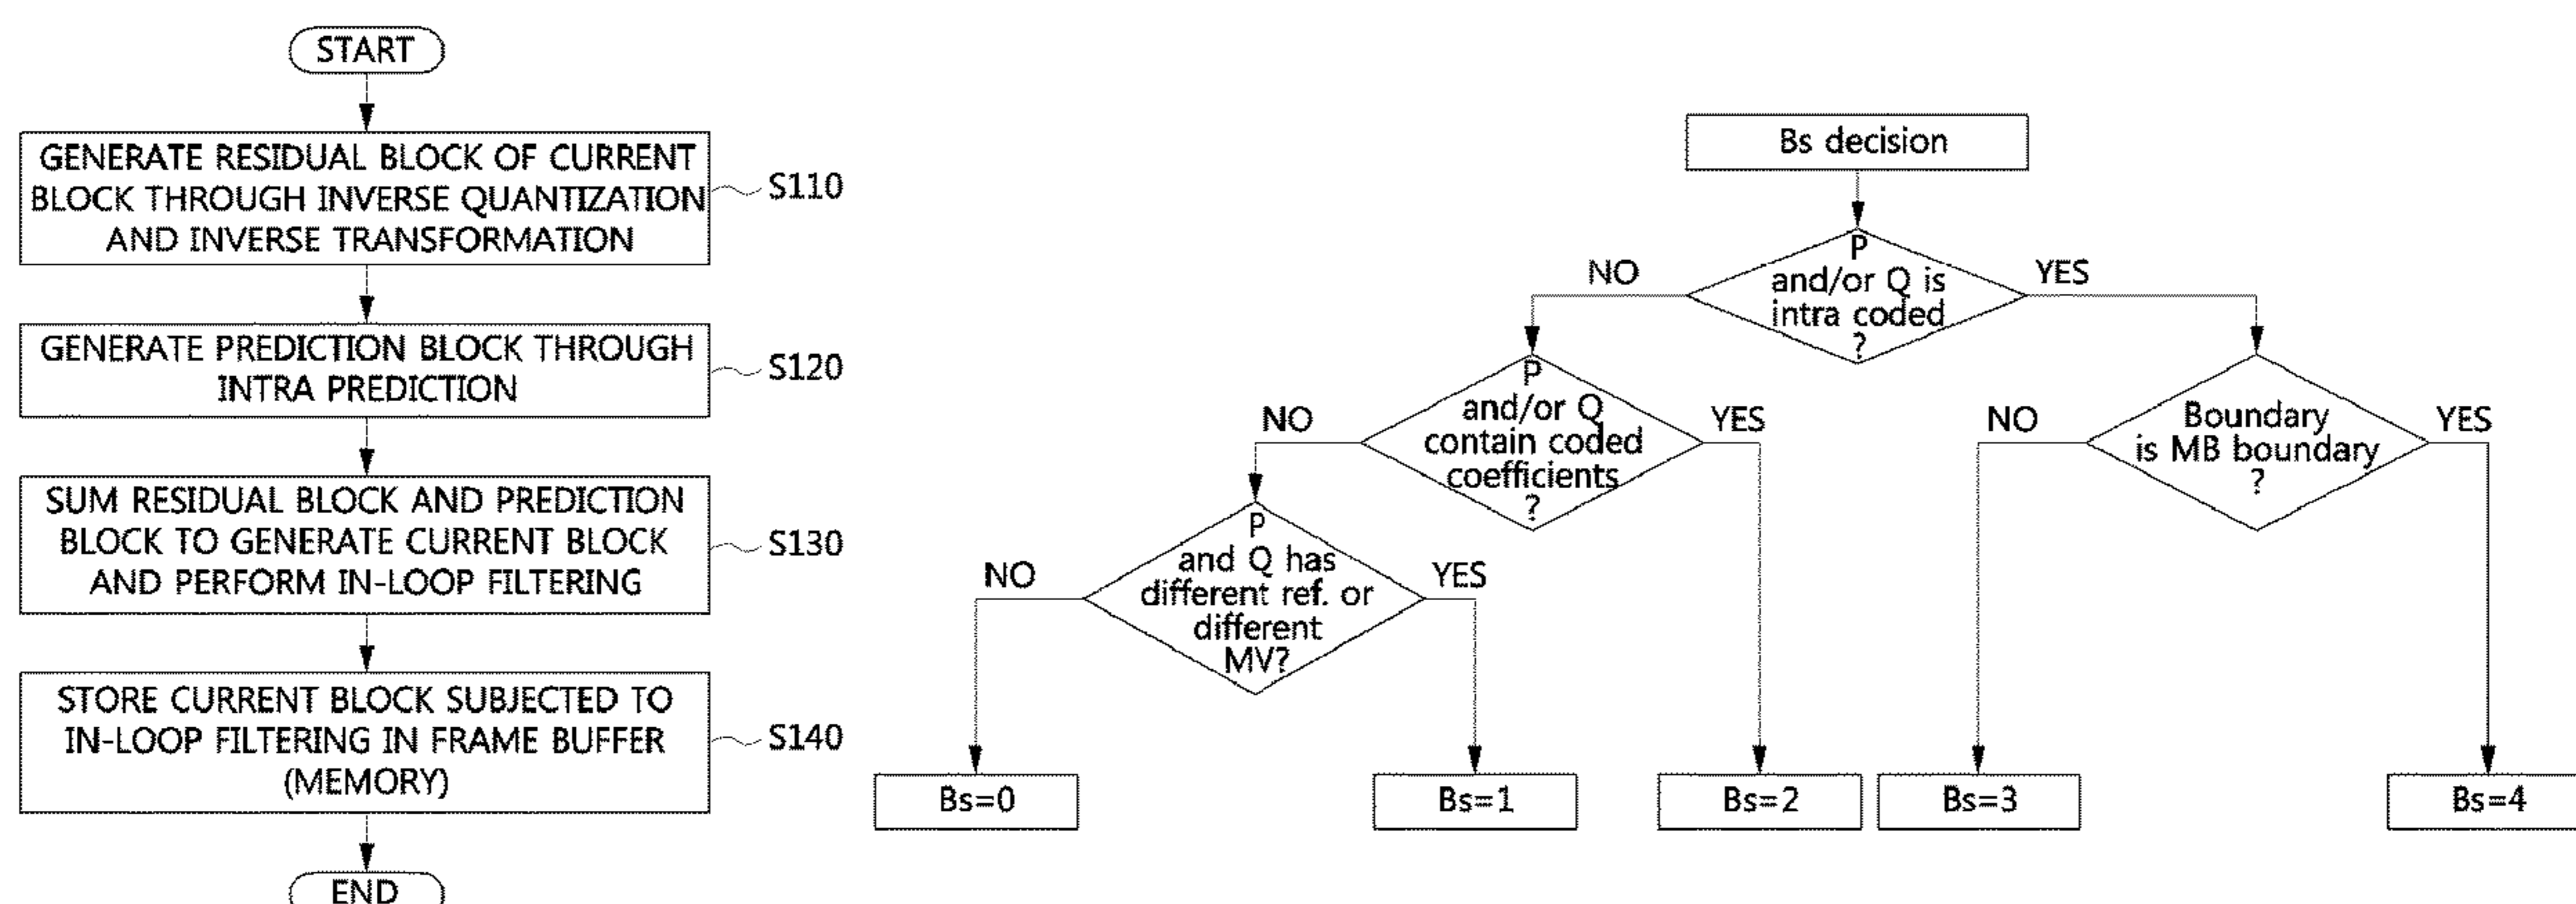 START
GENERATE RESIDUAL BLOCK OF CURRENT
BLOCK THROUGH INVERSE QUANTIZATION
AND INVERSE TRANSFORMATION
S110
GENERATE PREDICTION BLOCK THROUGH
INTRA PREDICTION
S120
SUM RESIDUAL BLOCK AND PREDICTION
BLOCK TO GENERATE CURRENT BLOCK
AND PERFORM IN-LOOP FILTERING
S130
STORE CURRENT BLOCK SUBJECTED TO
IN-LOOP FILTERING IN FRAME BUFFER
(MEMORY)
S140
END
Bs decision
P
and/or Q is
intra coded
?
NO
YES
P
and/or Q
contain coded
coefficients
?
NO
YES
Boundary
is MB boundary
?
NO
YES
P
and Q has
different ref. or
different
MV?
NO
YES
Bs=0
Bs=1
Bs=2
Bs=3
Bs=4